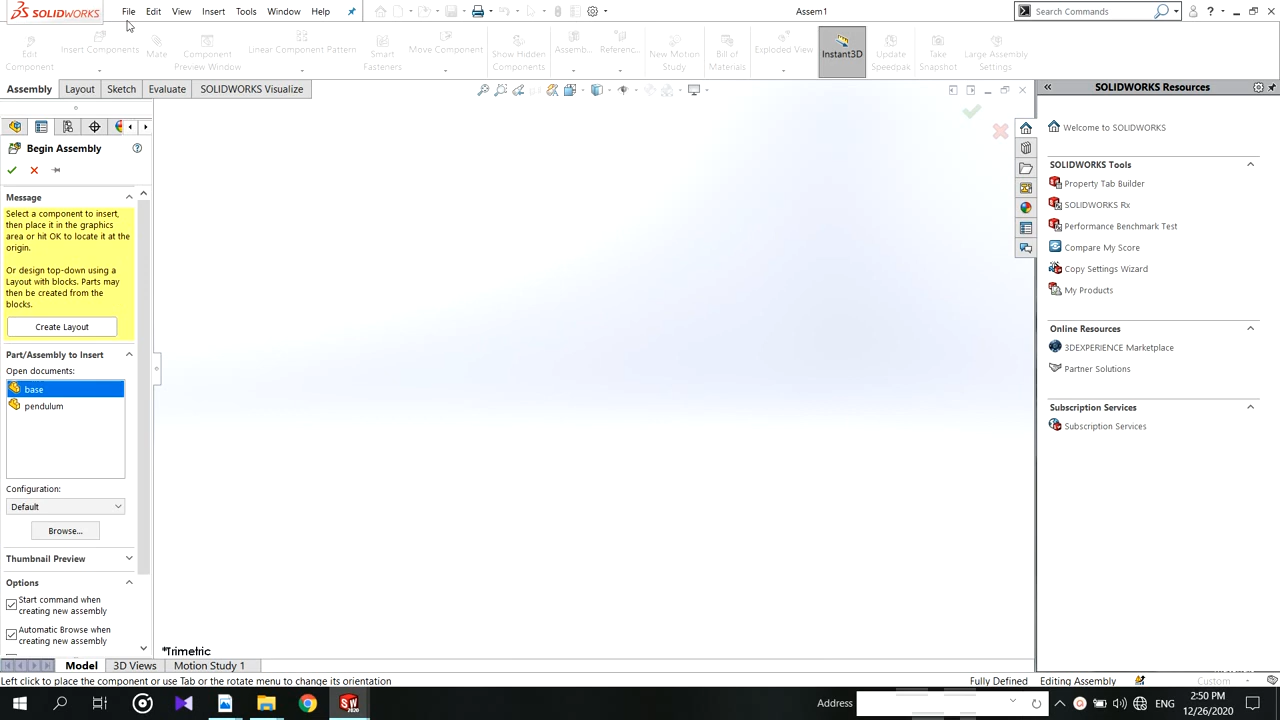 SOLIDWORKS File Edit View Insert Tools Window Help Assem1 Search Commands
Edit Component
Insert Components
Mate
Component Preview Window
Linear Component Pattern
Smart Fasteners
Move Component
Show Hidden Components
Assemb...
Referenc...
New Motion Study
Bill of Materials
Exploded View
Instant3D
Update Speedpak
Take Snapshot
Large Assembly Settings
Assembly Layout Sketch Evaluate SOLIDWORKS Visualize
Begin Assembly
Message
Select a component to insert,
then place it in the graphics
area or hit OK to locate it at the
origin.
Or design top-down using a
Layout with blocks. Parts may
then be created from the
blocks.
Create Layout
Part/Assembly to Insert
Open documents:
base
pendulum
Configuration:
Default
Browse...
Thumbnail Preview
Options
Start command when
creating new assembly
Automatic Browse when
creating new assembly
*Trimetric
Model 3D Views Motion Study 1
SOLIDWORKS Resources
Welcome to SOLIDWORKS
SOLIDWORKS Tools
Property Tab Builder
SOLIDWORKS Rx
Performance Benchmark Test
Compare My Score
Copy Settings Wizard
My Products
Online Resources
3DEXPERIENCE Marketplace
Partner Solutions
Subscription Services
Subscription Services
Left click to place the component or use Tab or the rotate menu to change its orientation Fully Defined Editing Assembly Custom
SW 2020
Address
ENG
2:50 PM
12/26/2020